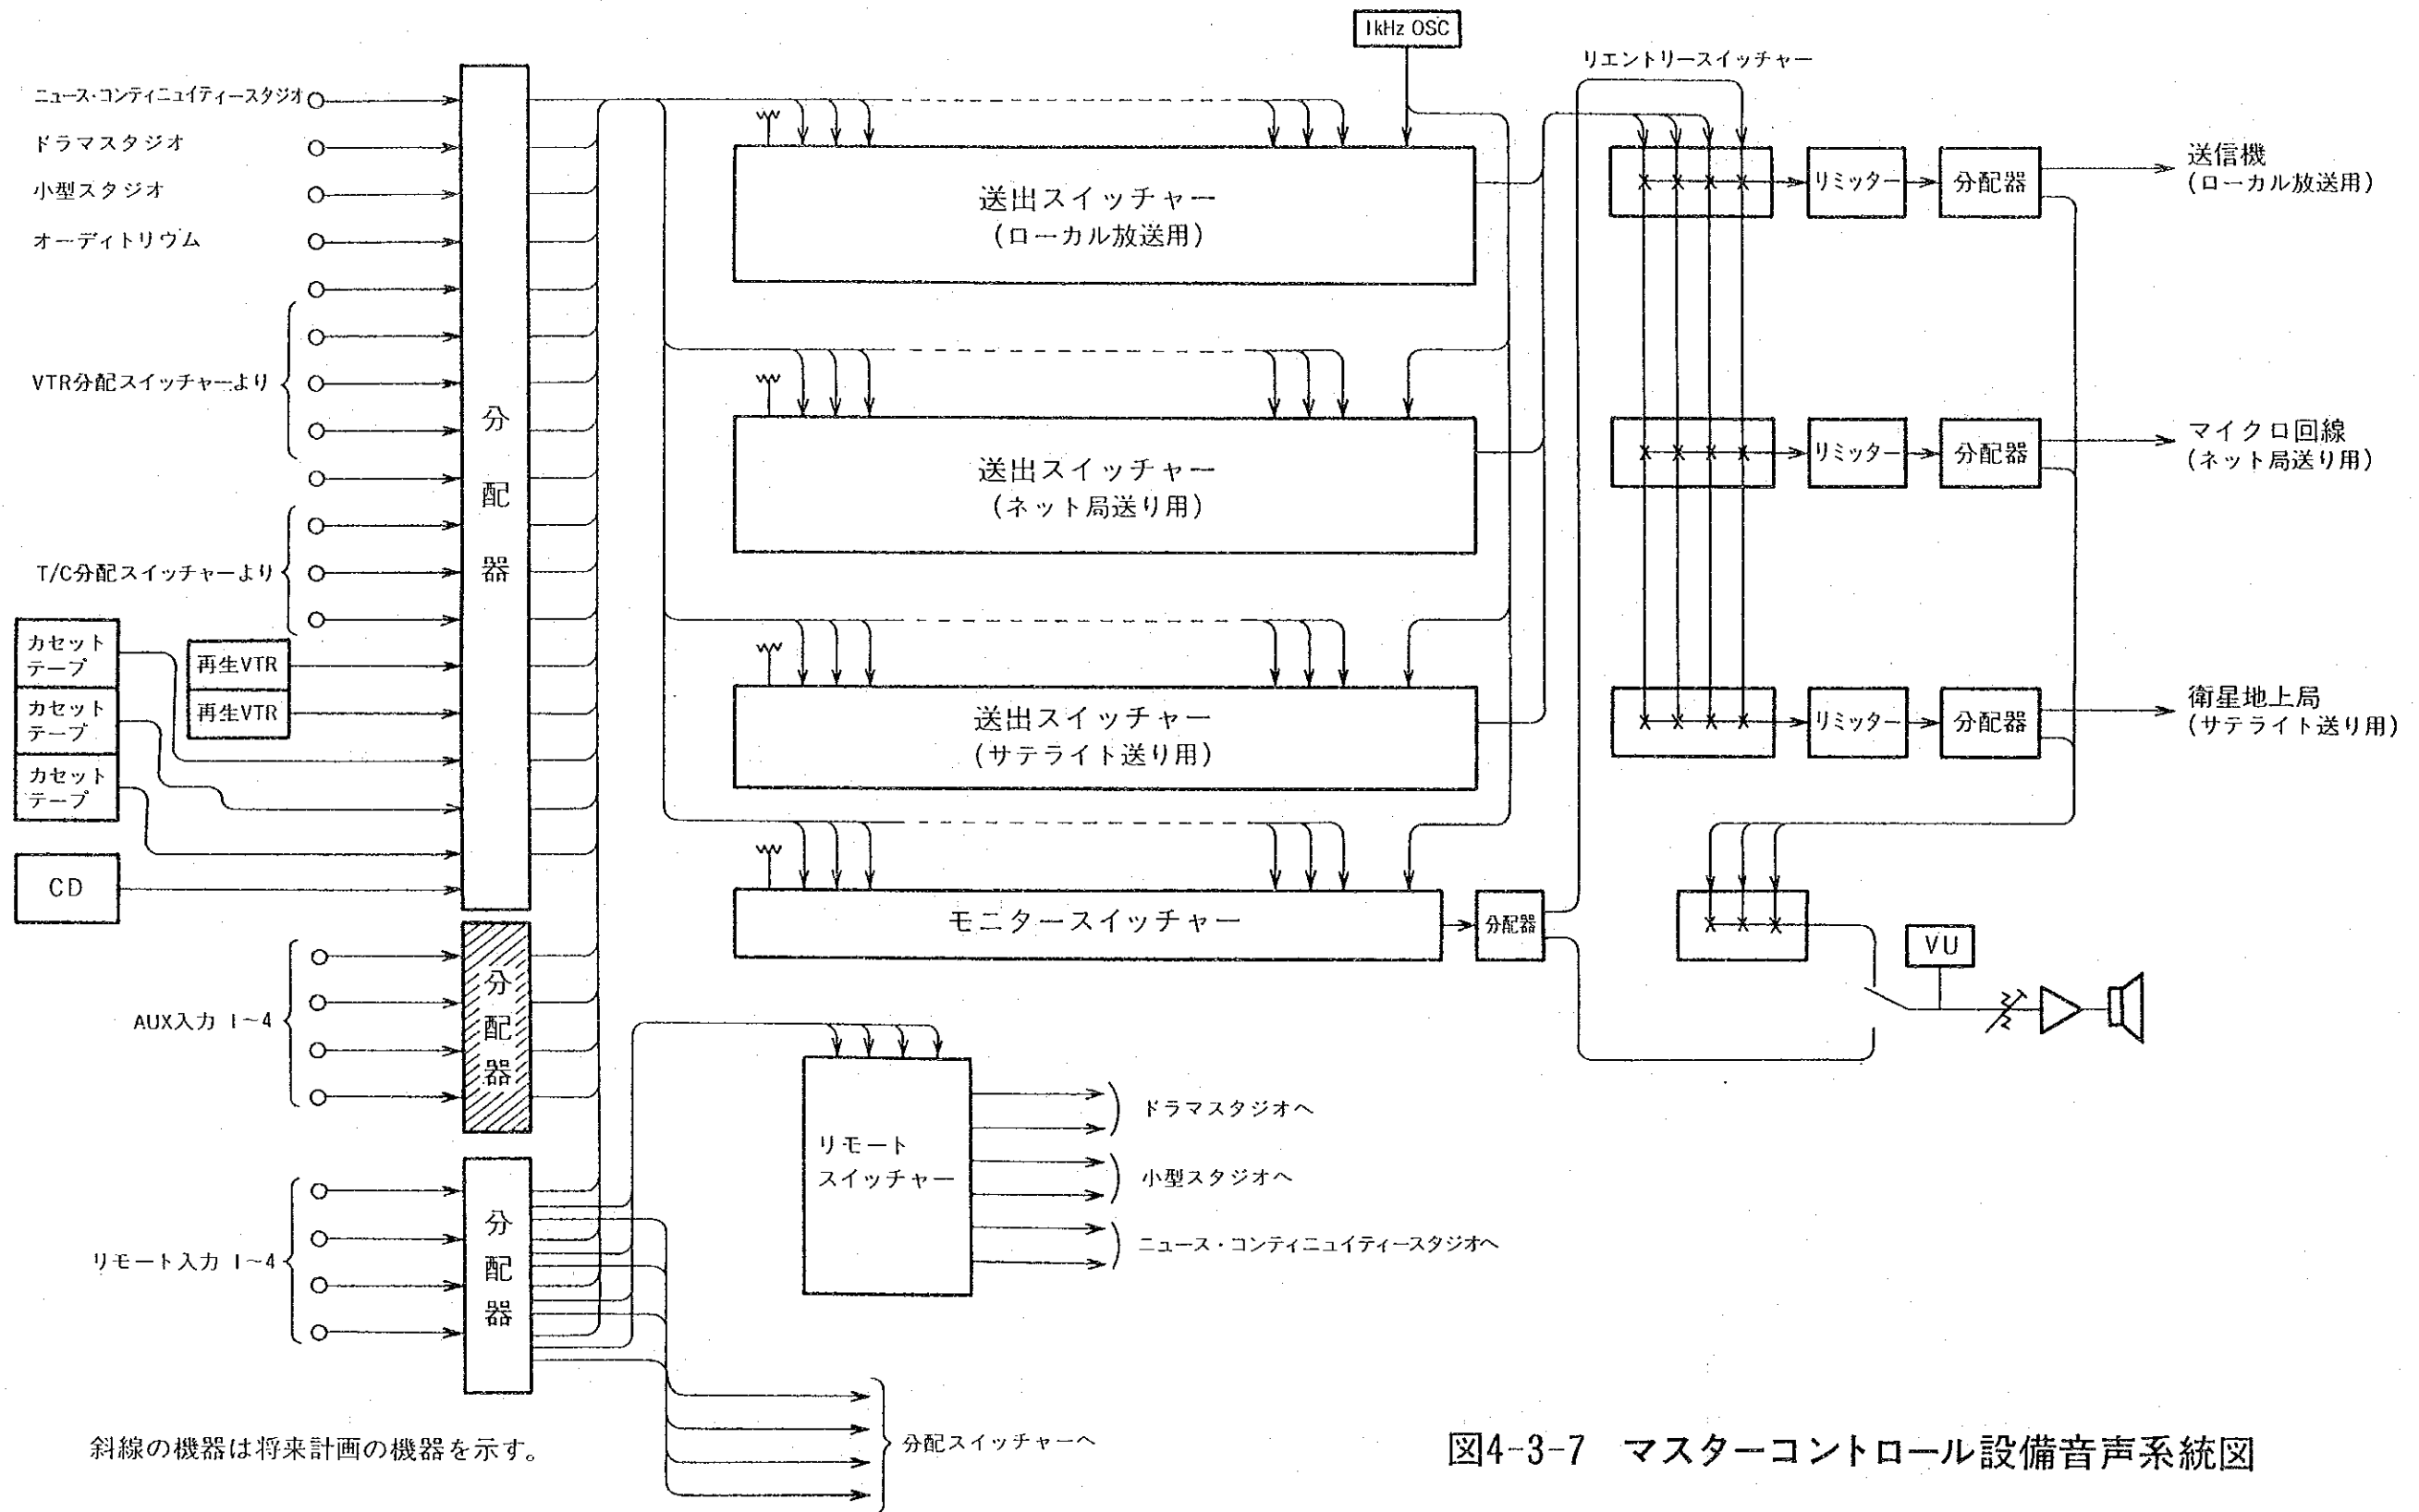 1kHz OSC
リエントリースイッチャー
ニュース・コンティニュイティースタジオ
ドラマスタジオ
小型スタジオ
オーディトリウム
VTR分配スイッチャーより
T/C分配スイッチャーより
カセット
テープ
カセット
テープ
カセット
テープ
再生VTR
再生VTR
CD
AUX入力 1~4
リモート入力 1~4
分配器
分配器
分配器
送出スイッチャー
(ローカル放送用)
送出スイッチャー
(ネット局送り用)
送出スイッチャー
(サテライト送り用)
モニタースイッチャー
分配器
リモート
スイッチャー
ドラマスタジオへ
小型スタジオへ
ニュース・コンティニュイティースタジオへ
分配スイッチャーへ
リミッター
分配器
送信機
(ローカル放送用)
リミッター
分配器
マイクロ回線
(ネット局送り用)
リミッター
分配器
衛星地上局
(サテライト送り用)
VU
斜線の機器は将来計画の機器を示す。
図4-3-7 マスターコントロール設備音声系統図